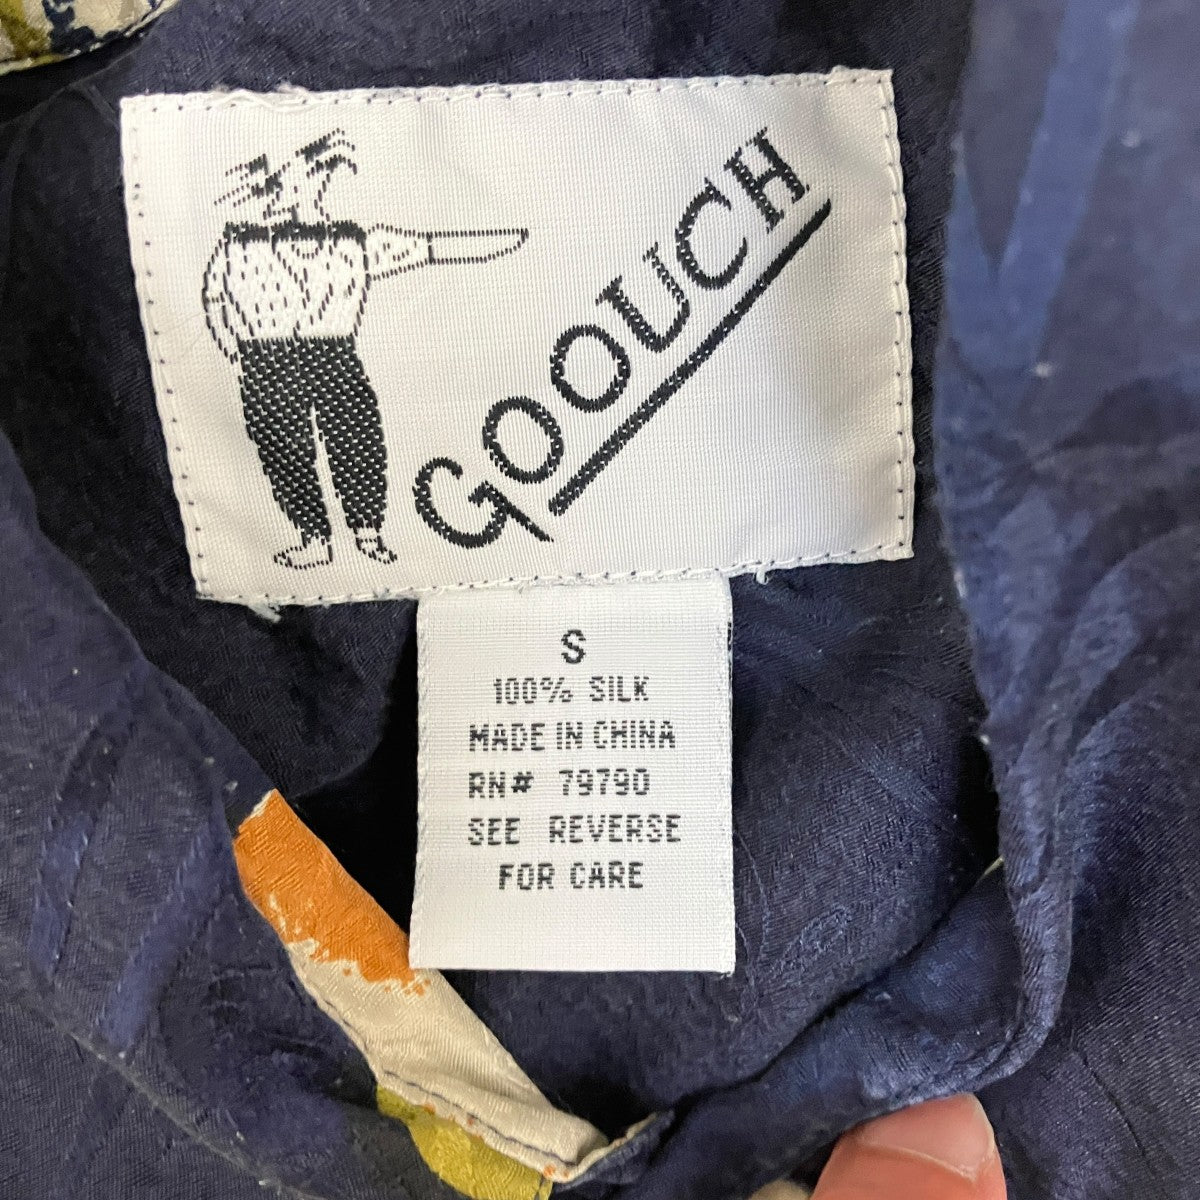 GOOUCH
S
100% SILK
MADE IN CHINA
RN# 79790
SEE REVERSE
FOR CARE